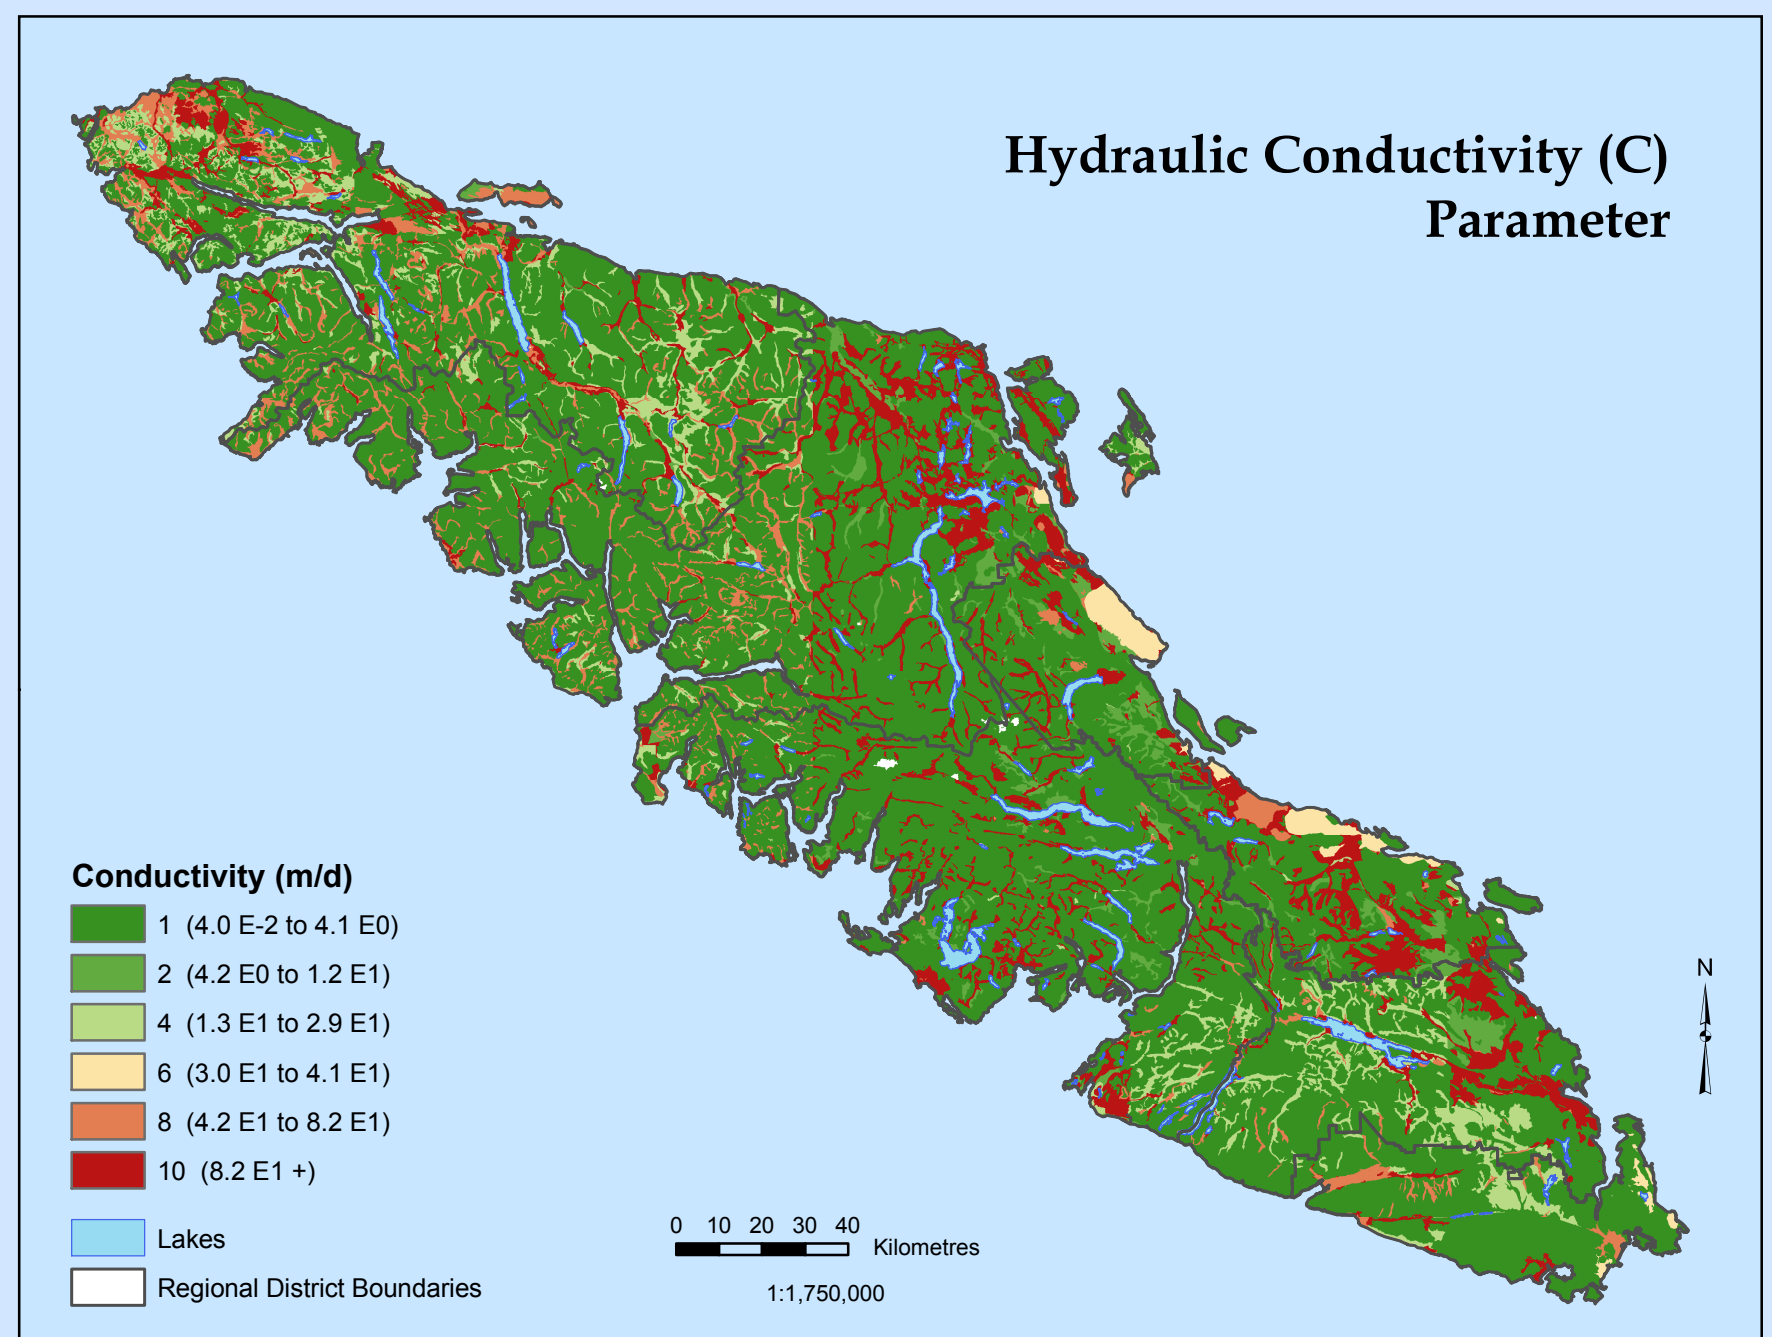 Hydraulic Conductivity (C)
Parameter
Conductivity (m/d)
1 (4.0 E-2 to 4.1 E0)
2 (4.2 E0 to 1.2 E1)
4 (1.3 E1 to 2.9 E1)
6 (3.0 E1 to 4.1 E1)
8 (4.2 E1 to 8.2 E1)
10 (8.2 E1 +)
Lakes
Regional District Boundaries
0 10 20 30 40
Kilometres
1:1,750,000
N